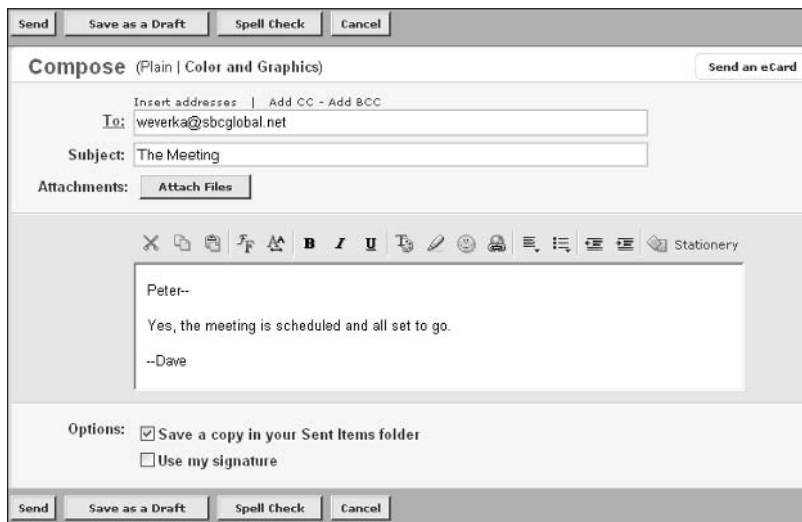 Send Save as a Draft Spell Check Cancel
Compose (Plain | Color and Graphics) Send an eCard
Insert addresses | Add CC - Add BCC
To: weverka@sbcglobal.net
Subject: The Meeting
Attachments: Attach Files
B I U Stationery
Peter--
Yes, the meeting is scheduled and all set to go.
--Dave
Options: Save a copy in your Sent Items folder
Use my signature
Send Save as a Draft Spell Check Cancel